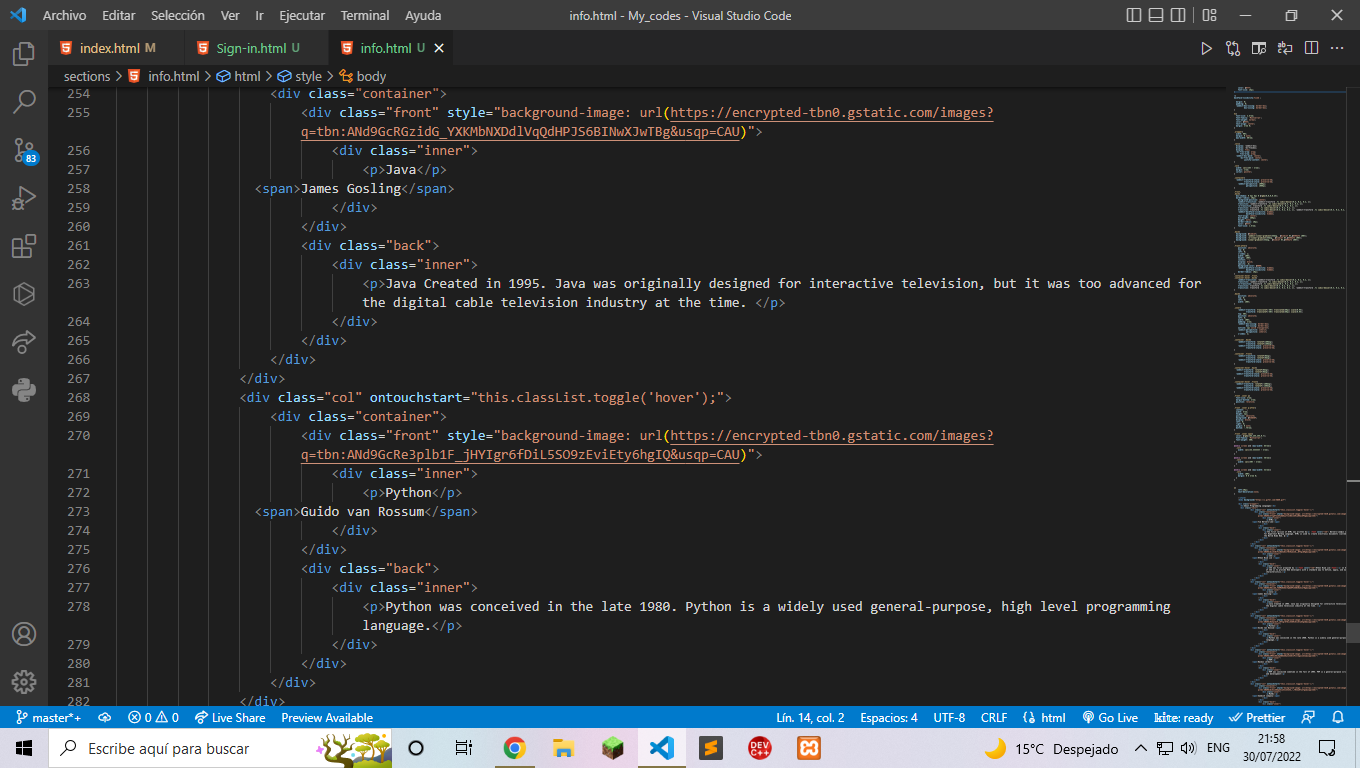 Archivo Editar Selección Ver Ir Ejecutar Terminal Ayuda info.html - My_codes - Visual Studio Code
index.html M Sign-in.html U info.html U
sections > info.html > html > style > body
254 <div class="container">
255 <div class="front" style="background-image: url(https://encrypted-tbn0.gstatic.com/images?
q=tbn:ANd9GcRGzidG_YXKMbNXDdlVqQdHPJS6BINwXJwTBg&usqp=CAU)">
256 <div class="inner">
257 <p>Java</p>
258 <span>James Gosling</span>
259 </div>
260 </div>
261 <div class="back">
262 <div class="inner">
263 <p>Java Created in 1995. Java was originally designed for interactive television, but it was too advanced for
the digital cable television industry at the time. </p>
264 </div>
265 </div>
266 </div>
267 </div>
268 <div class="col" ontouchstart="this.classList.toggle('hover');">
269 <div class="container">
270 <div class="front" style="background-image: url(https://encrypted-tbn0.gstatic.com/images?
q=tbn:ANd9GcRe3plb1F_jHYIgr6fDiL5SO9zEviEty6hgIQ&usqp=CAU)">
271 <div class="inner">
272 <p>Python</p>
273 <span>Guido van Rossum</span>
274 </div>
275 </div>
276 <div class="back">
277 <div class="inner">
278 <p>Python was conceived in the late 1980. Python is a widely used general-purpose, high level programming
language.</p>
279 </div>
280 </div>
281 </div>
282 </div>
83
master*+ 0 0 Live Share Preview Available Lín. 14, col. 2 Espacios: 4 UTF-8 CRLF html Go Live kite: ready Prettier
Escribe aquí para buscar DEV C++ 15°C Despejado ENG 21:58
30/07/2022